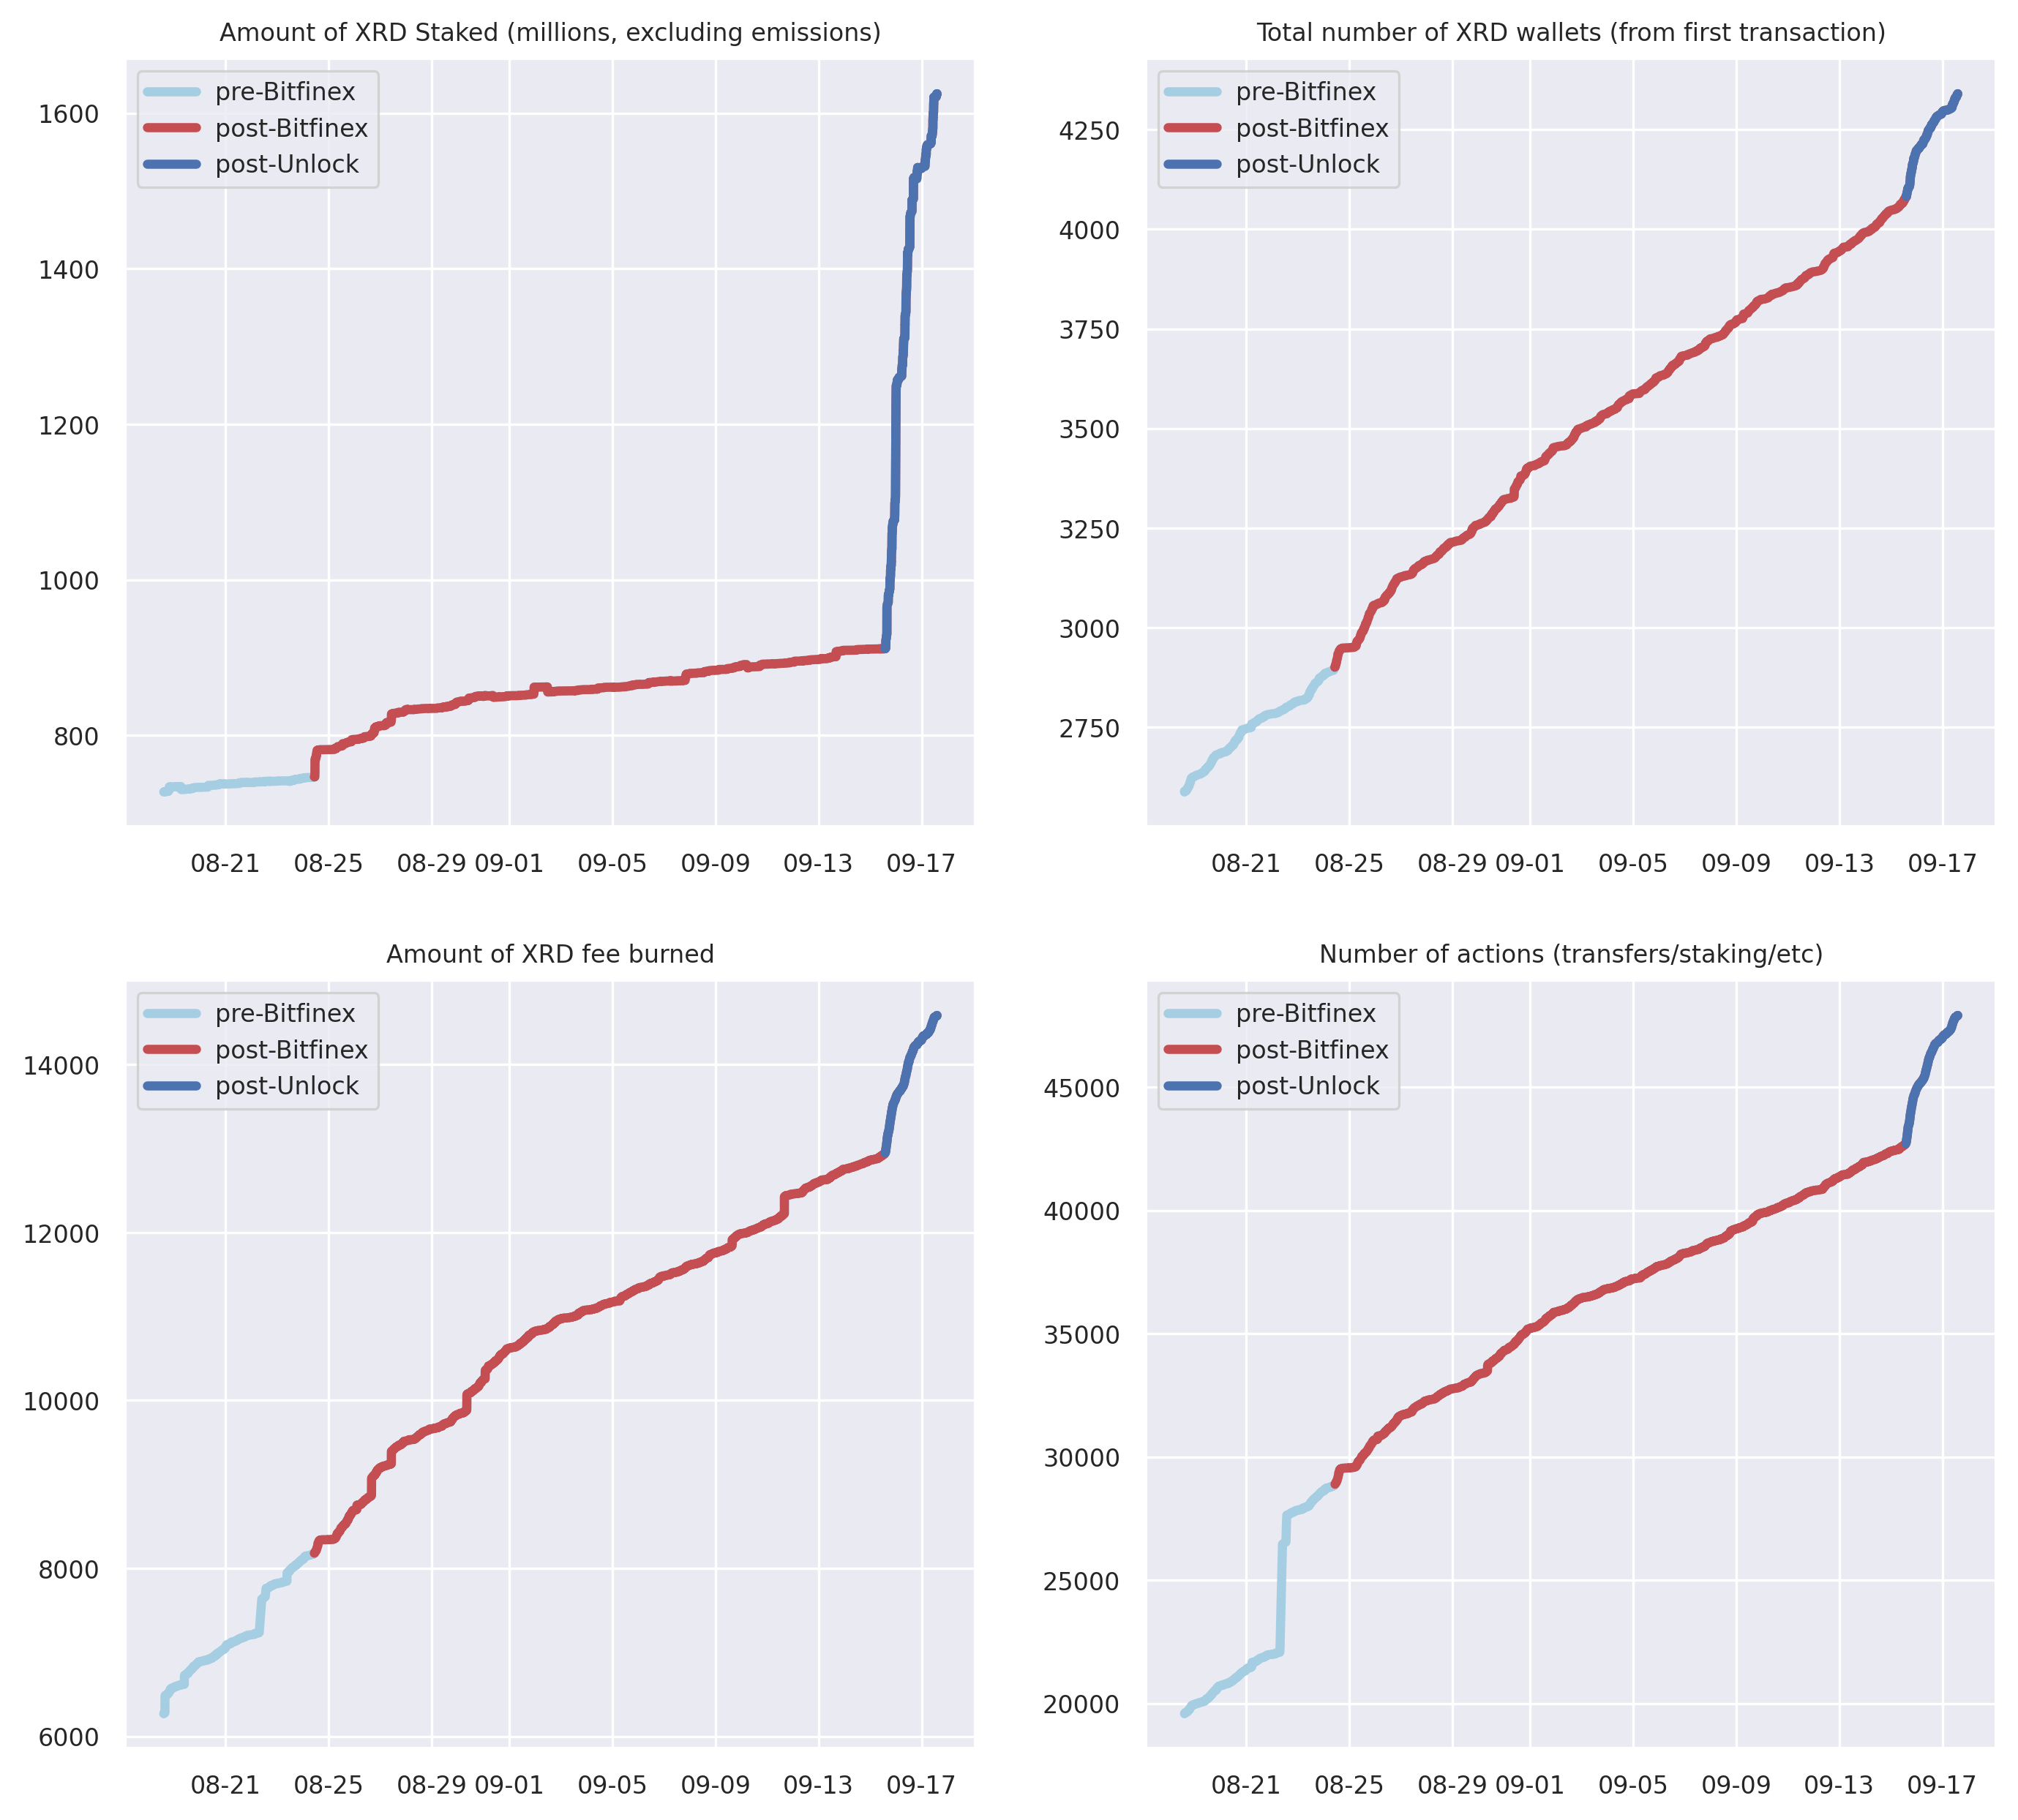 Amount of XRD Staked (millions, excluding emissions)
pre-Bitfinex
post-Bitfinex
post-Unlock
1600
1400
1200
1000
800
08-21 08-25 08-29 09-01 09-05 09-09 09-13 09-17
Total number of XRD wallets (from first transaction)
pre-Bitfinex
post-Bitfinex
post-Unlock
4250
4000
3750
3500
3250
3000
2750
08-21 08-25 08-29 09-01 09-05 09-09 09-13 09-17
Amount of XRD fee burned
pre-Bitfinex
post-Bitfinex
post-Unlock
14000
12000
10000
8000
6000
08-21 08-25 08-29 09-01 09-05 09-09 09-13 09-17
Number of actions (transfers/staking/etc)
pre-Bitfinex
post-Bitfinex
post-Unlock
45000
40000
35000
30000
25000
20000
08-21 08-25 08-29 09-01 09-05 09-09 09-13 09-17